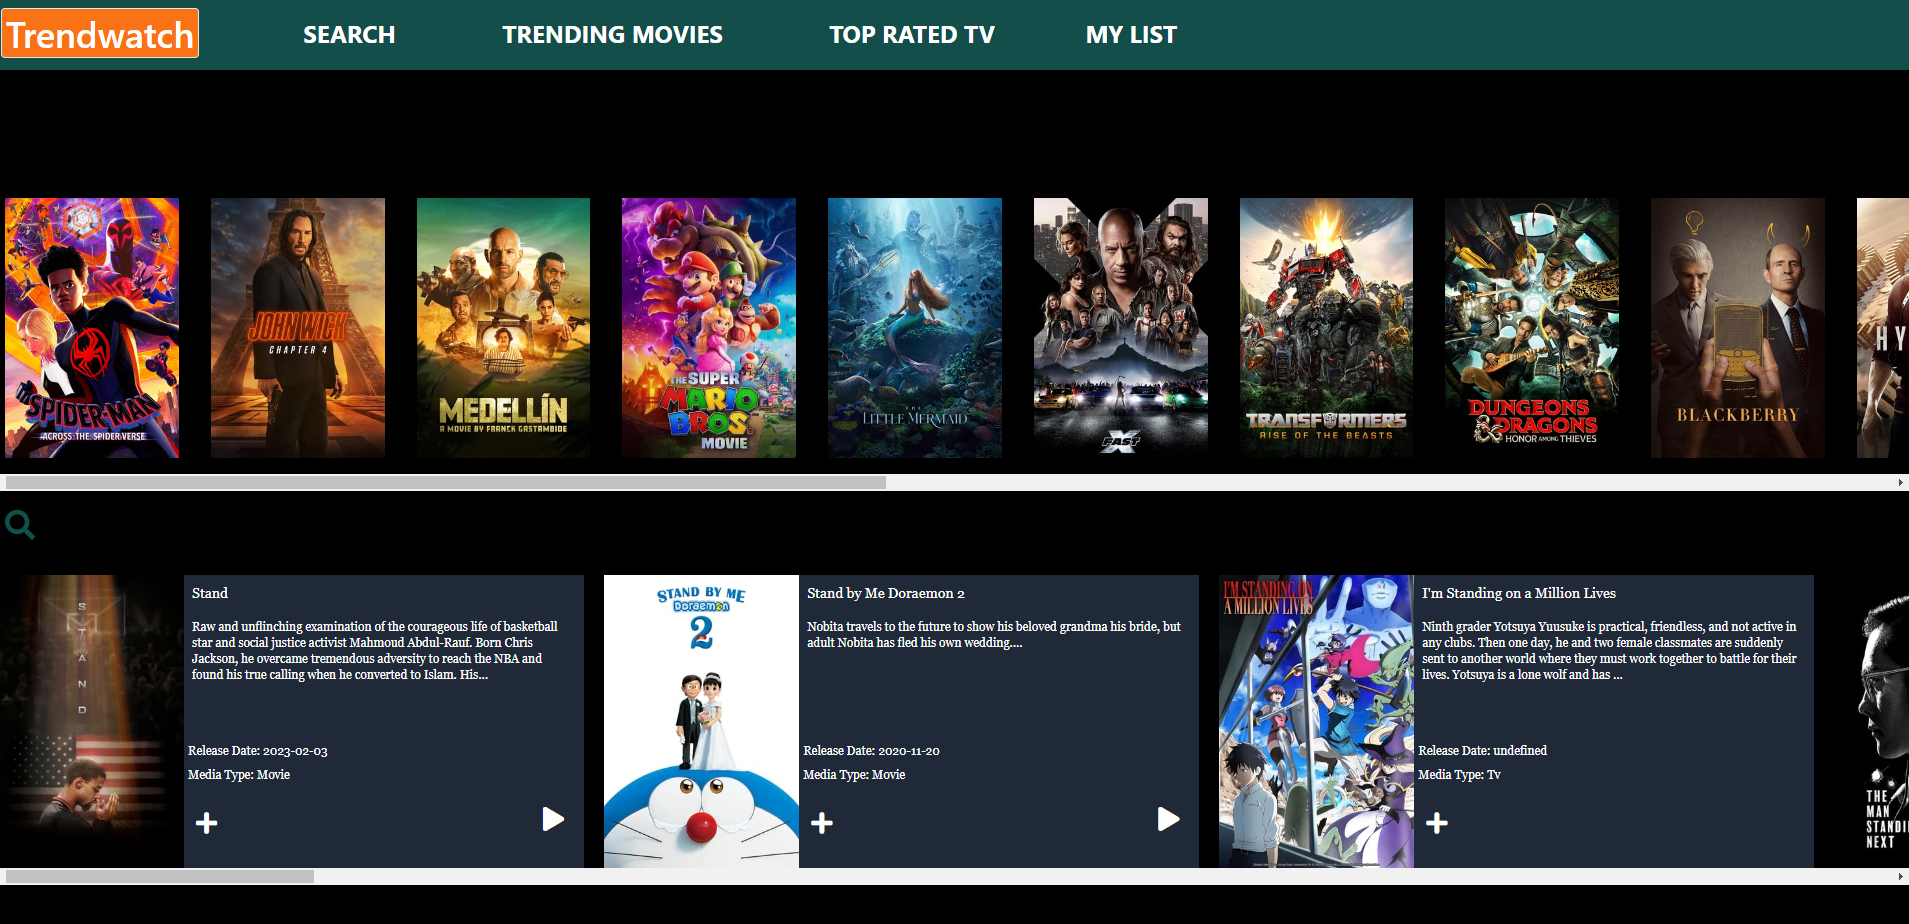 Trendwatch
SEARCH
TRENDING MOVIES
TOP RATED TV
MY LIST
SPIDER-MAN
ACROSS THE SPIDER-VERSE
JOHN WICK
CHAPTER 4
MEDELLÍN
A MOVIE BY FRANCK GASTAMBIDE
THE SUPER
MARIO
BROS.
MOVIE
THE
LITTLE MERMAID
FAST
X
TRANSFORMERS
RISE OF THE BEASTS
DUNGEONS
& DRAGONS
HONOR AMONG THIEVES
BLACKBERRY
HY
STAND
Stand
Raw and unflinching examination of the courageous life of basketball
star and social justice activist Mahmoud Abdul-Rauf. Born Chris
Jackson, he overcame tremendous adversity to reach the NBA and
found his true calling when he converted to Islam. His...
Release Date: 2023-02-03
Media Type: Movie
STAND BY ME
Doraemon
2
Stand by Me Doraemon 2
Nobita travels to the future to show his beloved grandma his bride, but
adult Nobita has fled his own wedding....
Release Date: 2020-11-20
Media Type: Movie
I'M STANDING ON
A MILLION LIVES
I'm Standing on a Million Lives
Ninth grader Yotsuya Yuusuke is practical, friendless, and not active in
any clubs. Then one day, he and two female classmates are suddenly
sent to another world where they must work together to battle for their
lives. Yotsuya is a lone wolf and has ...
Release Date: undefined
Media Type: Tv
THE
MAN
STANDI
NEXT